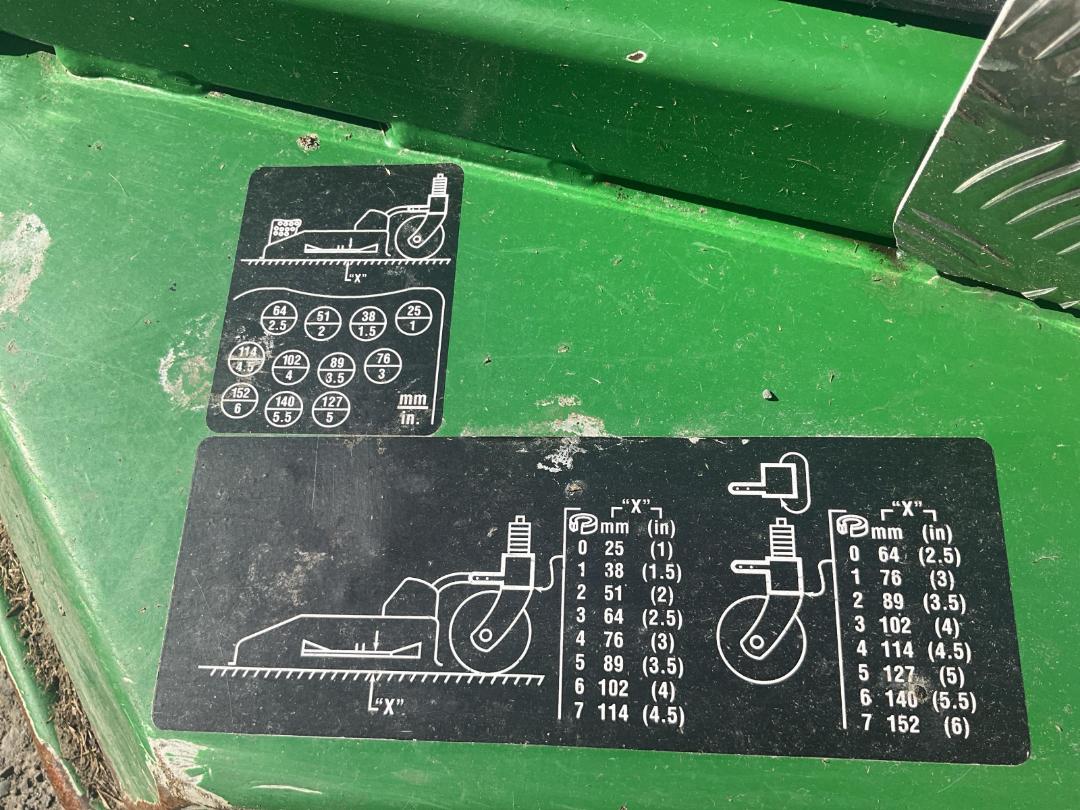 "X"
64 51 38 25
2.5 2 1.5 1
114 102 89 76
4.5 4 3.5 3
152 140 127 mm
6 5.5 5 in.
"X"
mm (in)
0 25 (1)
1 38 (1.5)
2 51 (2)
3 64 (2.5)
4 76 (3)
5 89 (3.5)
6 102 (4)
7 114 (4.5)
"X"
"X"
mm (in)
0 64 (2.5)
1 76 (3)
2 89 (3.5)
3 102 (4)
4 114 (4.5)
5 127 (5)
6 140 (5.5)
7 152 (6)